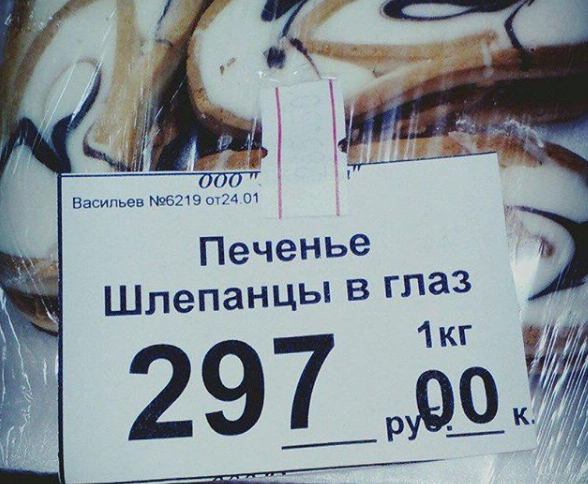 ООО "
Васильев №6219 от24.01
Печенье
Шлепанцы в глаз
1кг
297 руб. 00 к.